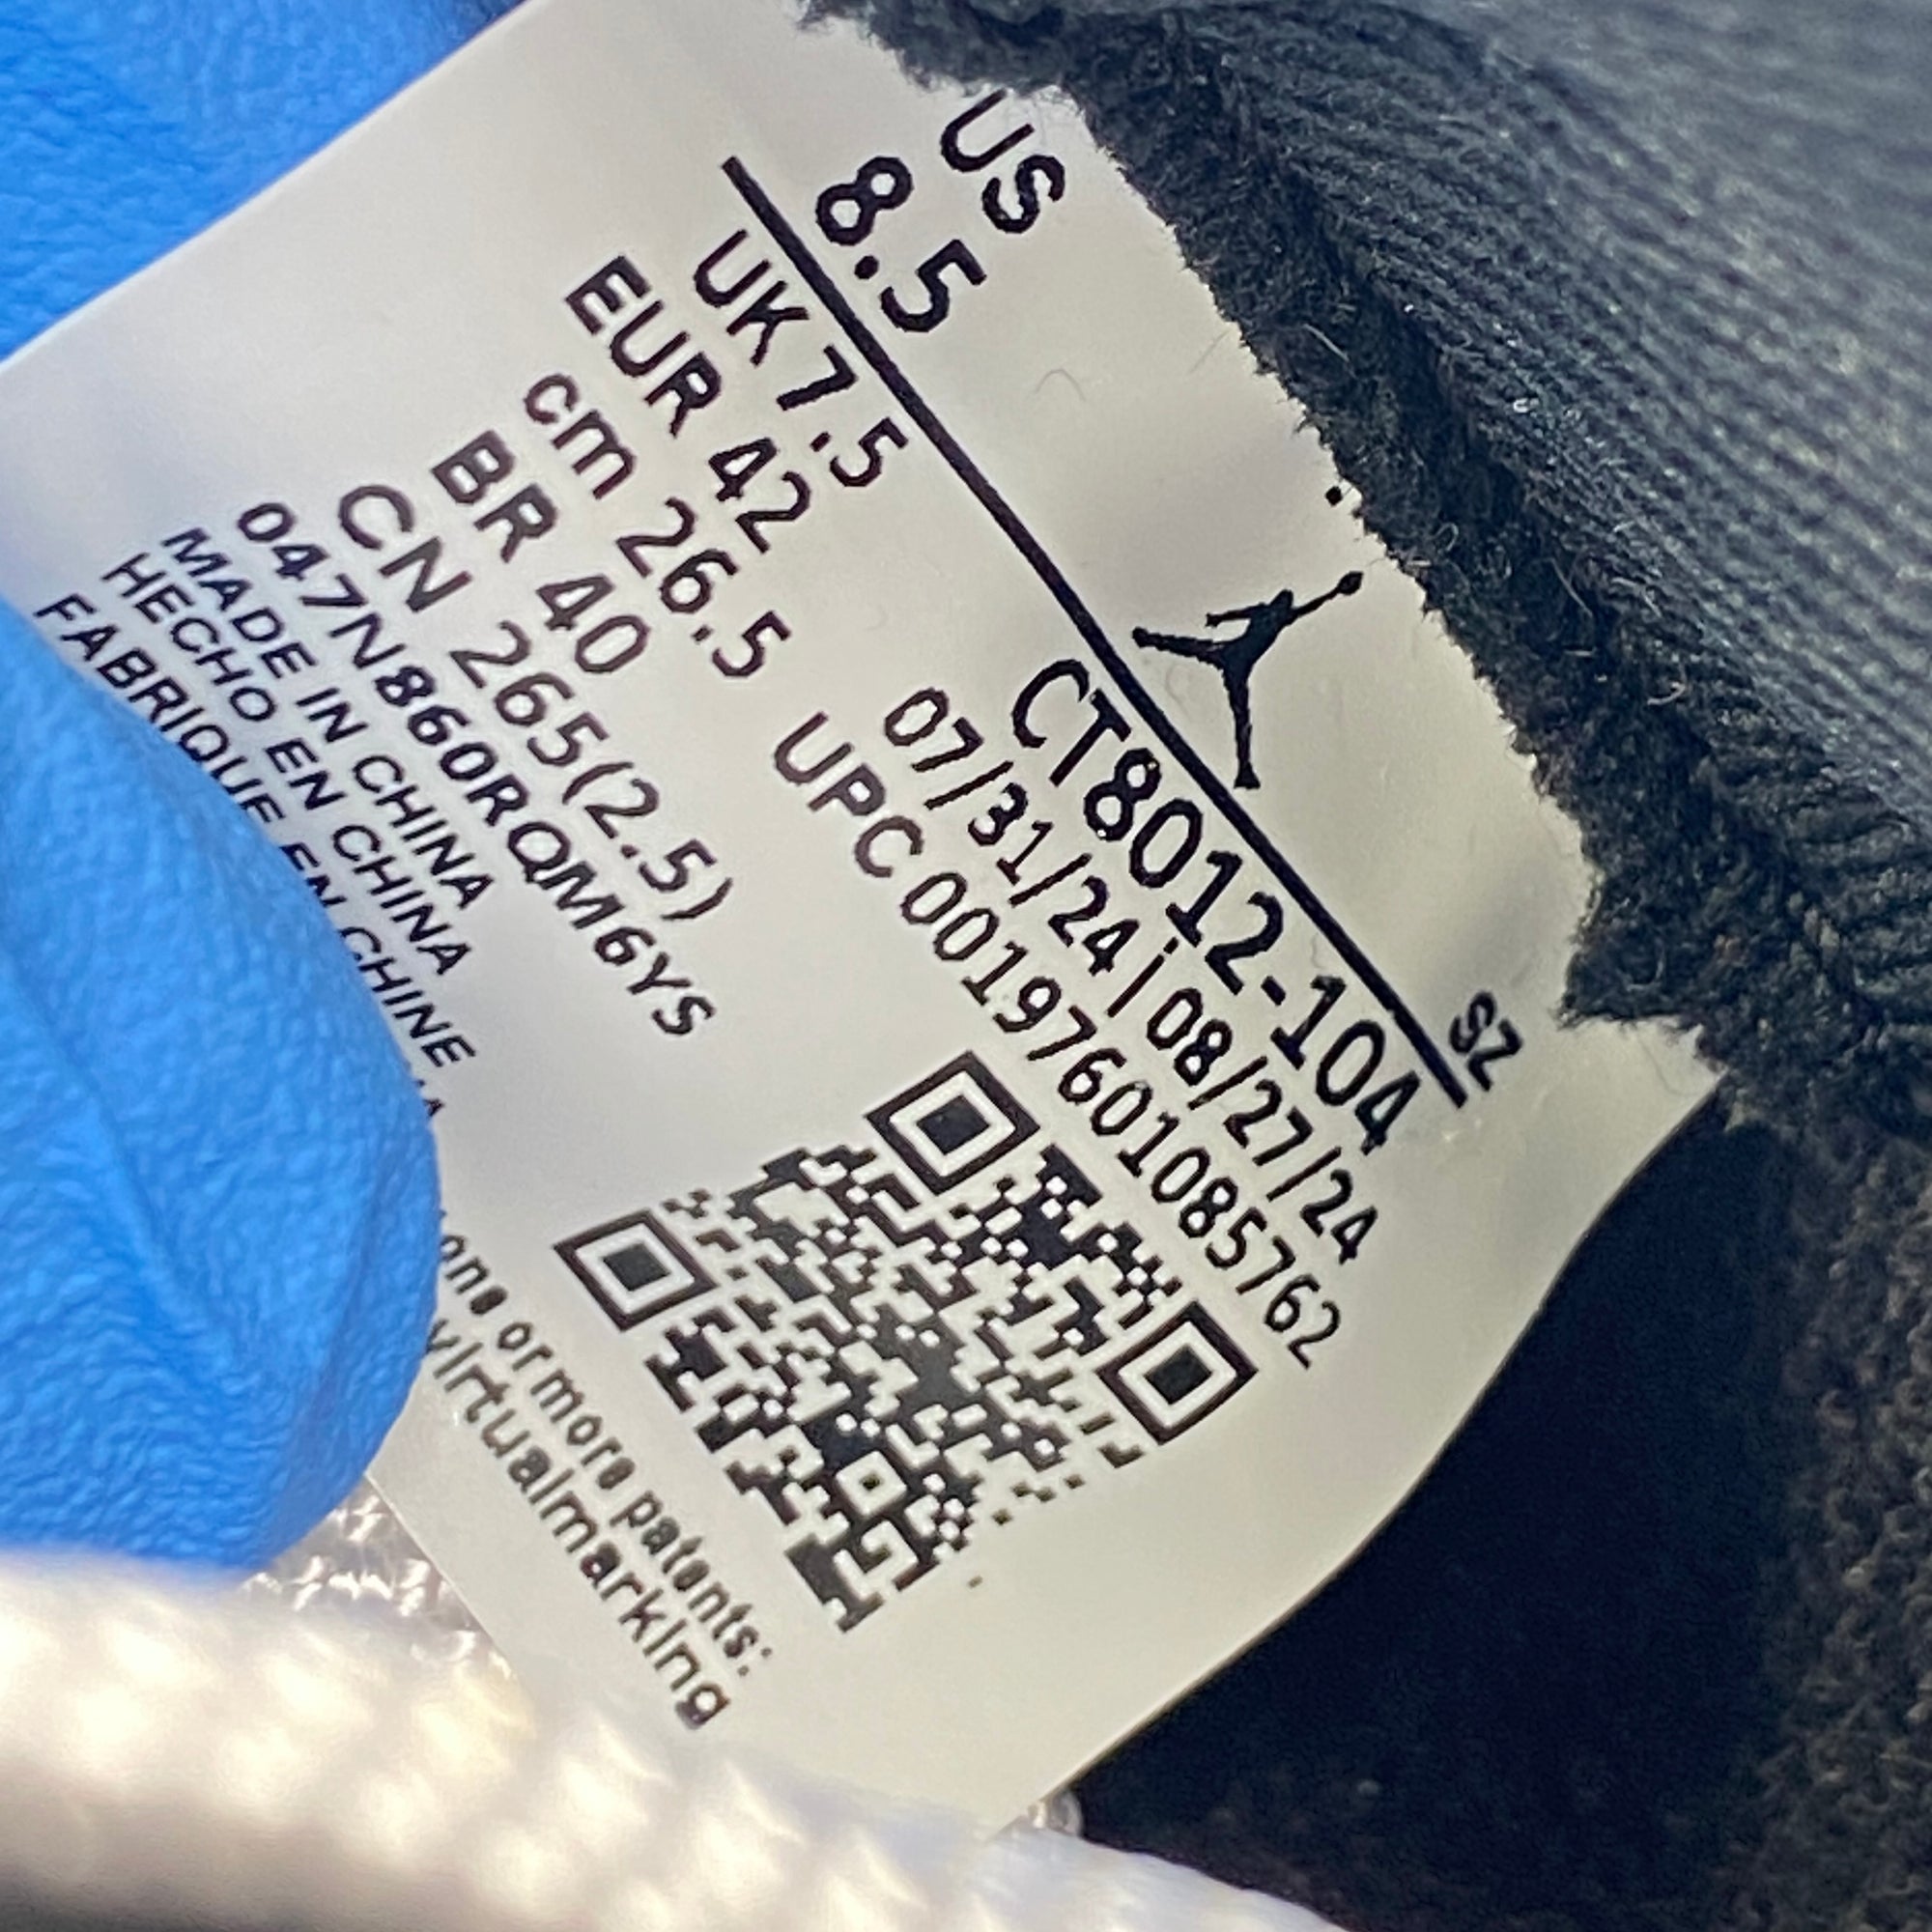 US
8.5
SZ
UK 7.5
EUR 42
cm 26.5
BR 40
CN 265(2.5)
047N860RQM6YS
MADE IN CHINA
HECHO EN CHINA
FABRIQUE EN CHINE
CT8012-104
07/31/24 | 08/27/24
UPC 00197601085762
one or more patents:
virtualmarking